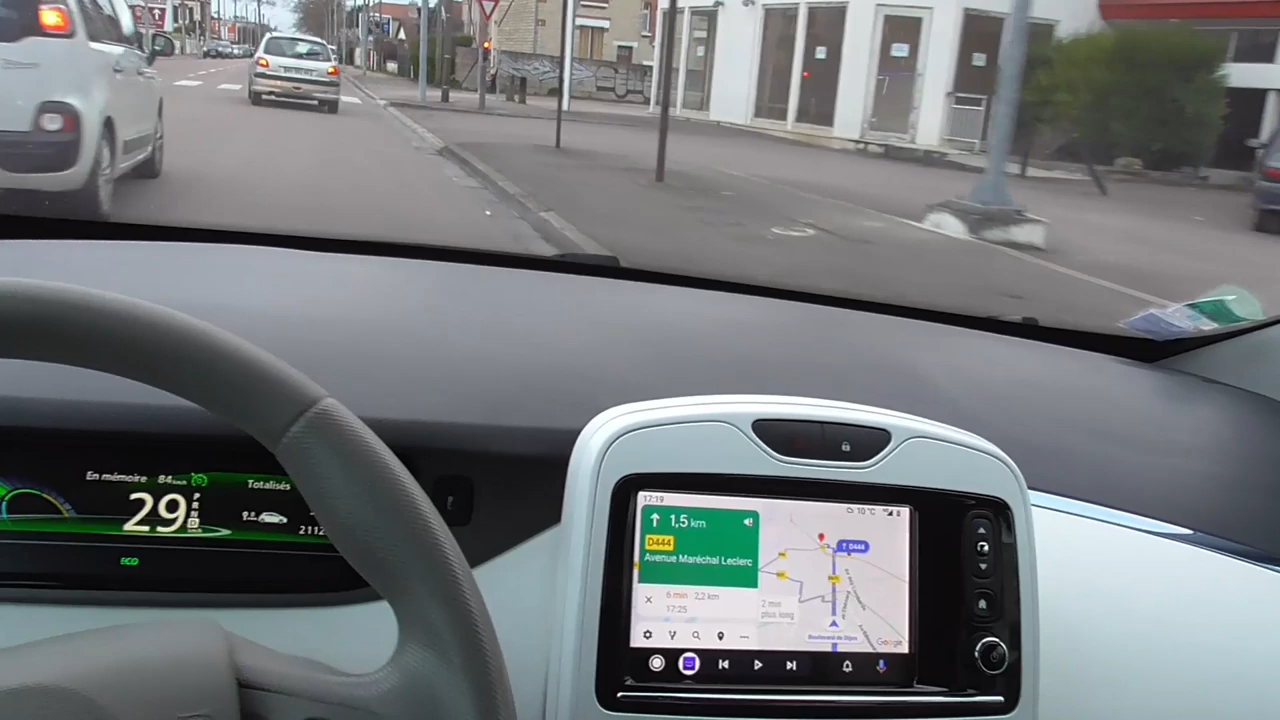 En mémoire 84 km/h
Totalisés
29
P
R
N
D
2112
ECO
17:19
10 °C
1,5 km
D444
Avenue Maréchal Leclerc
6 min 2,2 km
17:25
2 min
plus long
D444
Boulevard de Dijon
Google